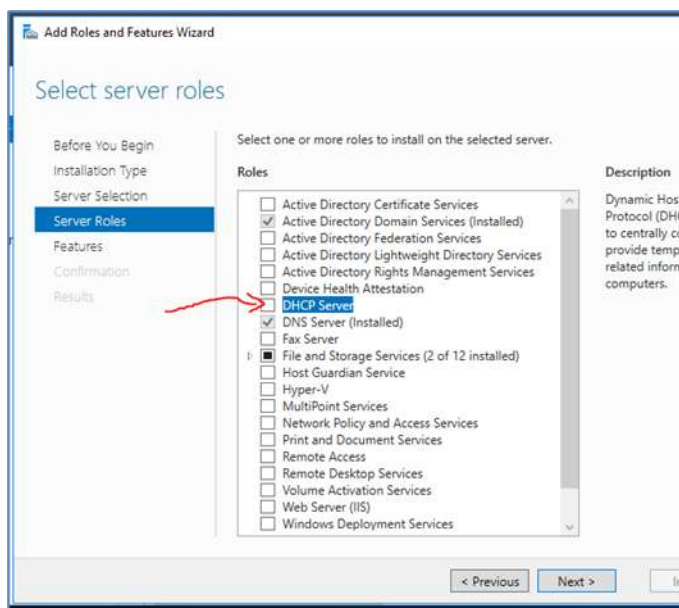 Add Roles and Features Wizard
Select server roles
Before You Begin
Installation Type
Server Selection
Server Roles
Features
Confirmation
Results
Select one or more roles to install on the selected server.
Roles
Active Directory Certificate Services
Active Directory Domain Services (Installed)
Active Directory Federation Services
Active Directory Lightweight Directory Services
Active Directory Rights Management Services
Device Health Attestation
DHCP Server
DNS Server (Installed)
Fax Server
File and Storage Services (2 of 12 installed)
Host Guardian Service
Hyper-V
MultiPoint Services
Network Policy and Access Services
Print and Document Services
Remote Access
Remote Desktop Services
Volume Activation Services
Web Server (IIS)
Windows Deployment Services
Description
Dynamic Hos
Protocol (DH
to centrally co
provide temp
related inform
computers.
< Previous
Next >